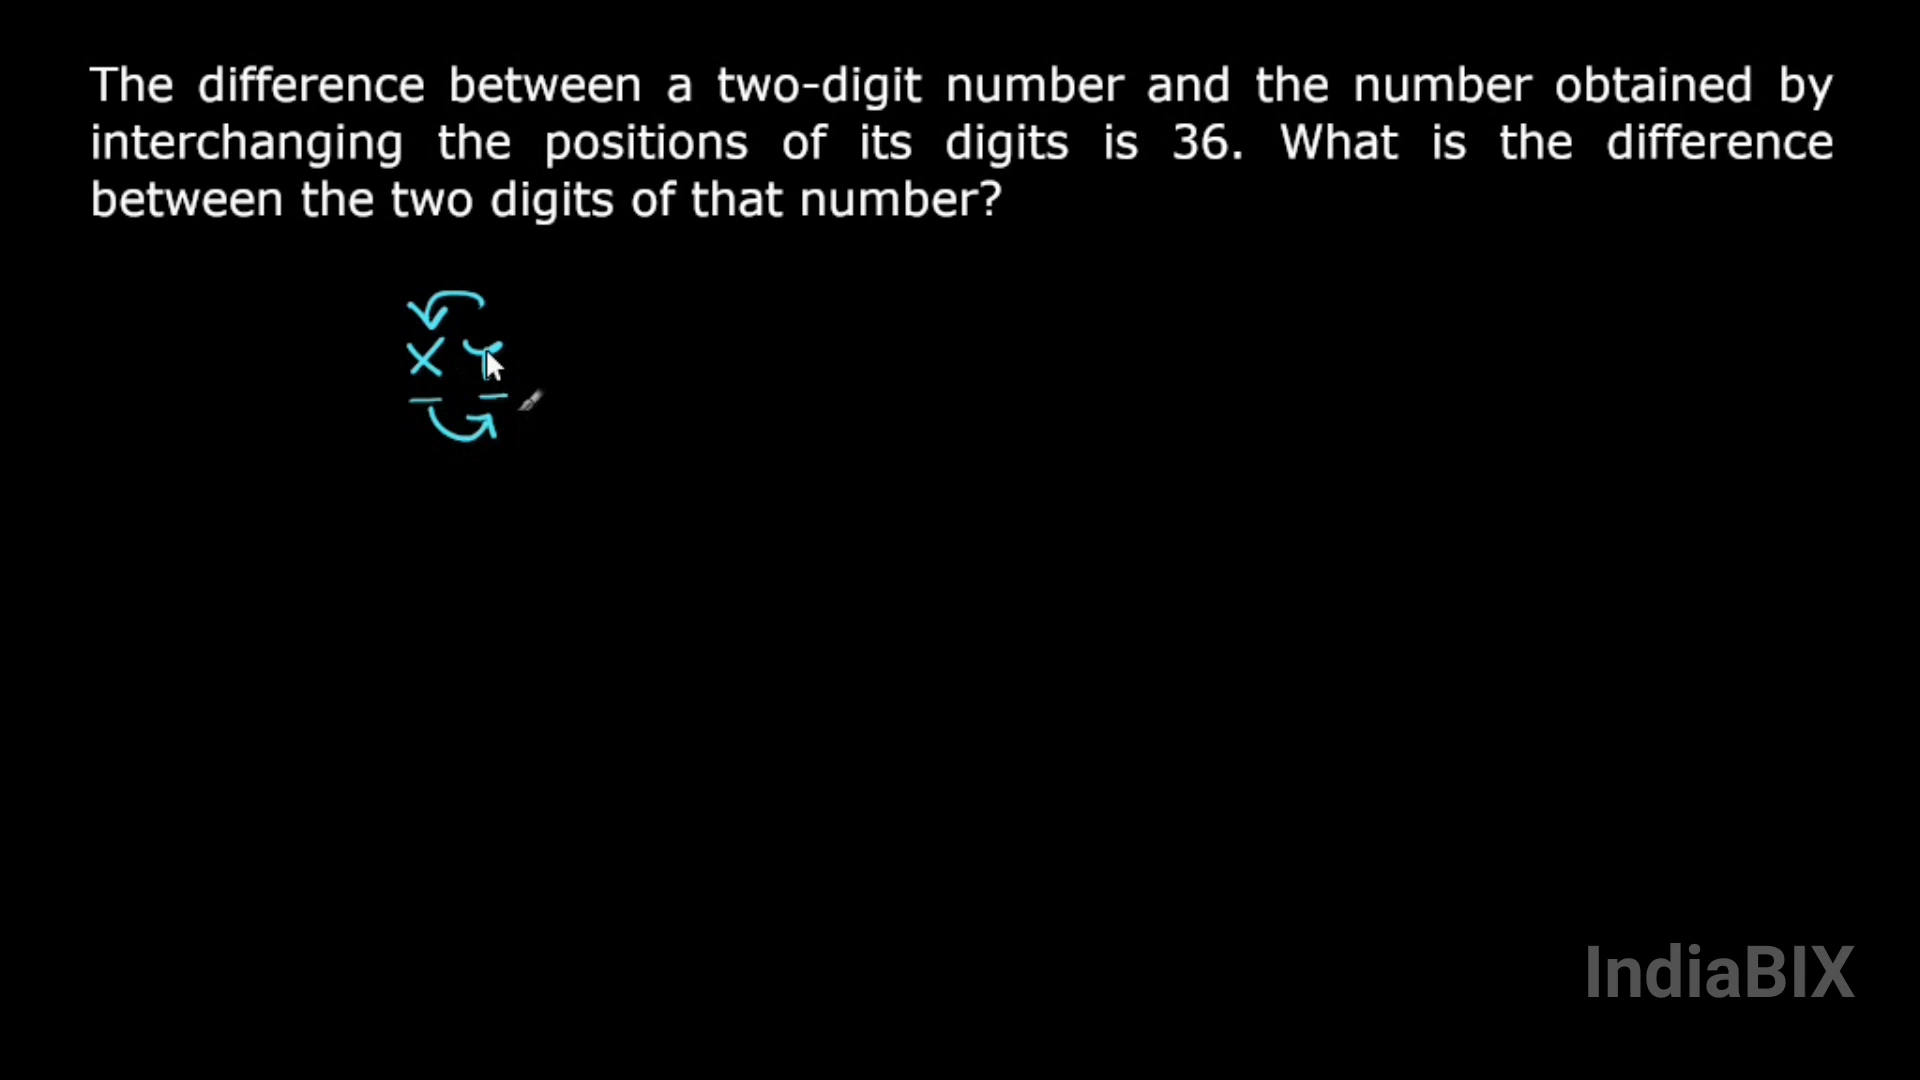 The difference between a two-digit number and the number obtained by
interchanging the positions of its digits is 36. What is the difference
between the two digits of that number?
X Y
IndiaBIX